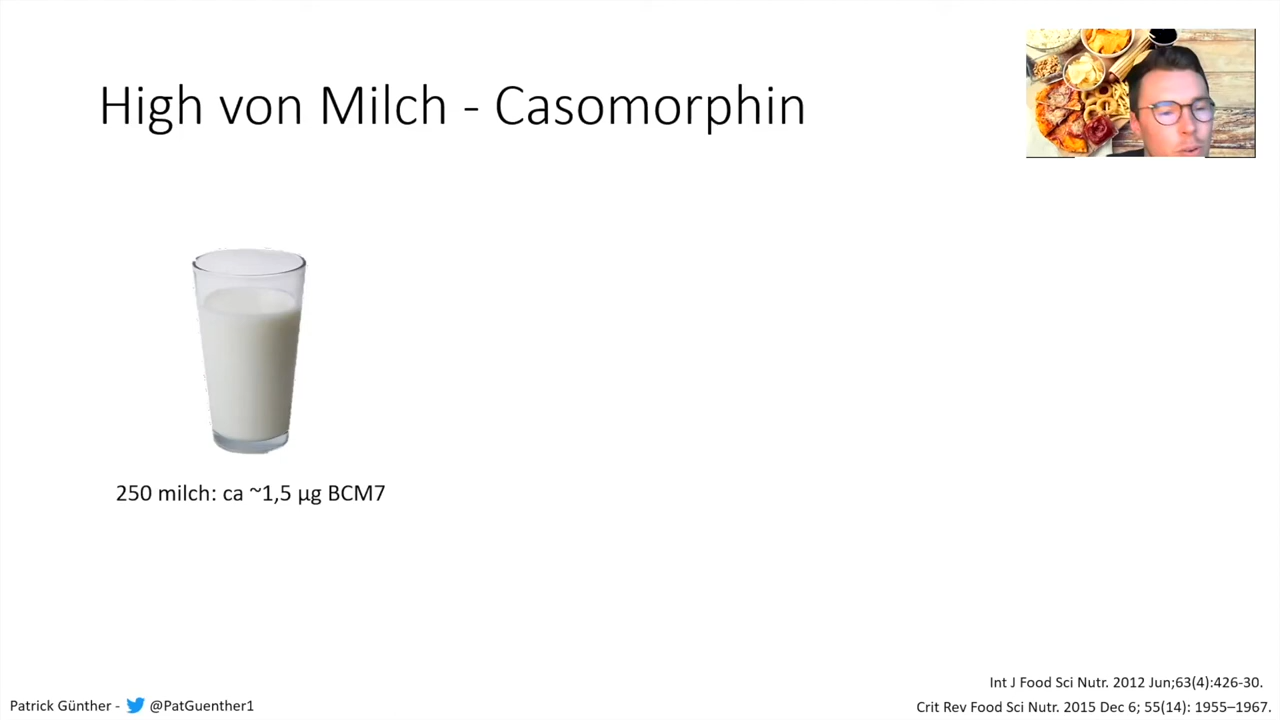 High von Milch - Casomorphin
250 milch: ca ~1,5 µg BCM7
Int J Food Sci Nutr. 2012 Jun;63(4):426-30.
Patrick Günther - @PatGuenther1
Crit Rev Food Sci Nutr. 2015 Dec 6; 55(14): 1955–1967.